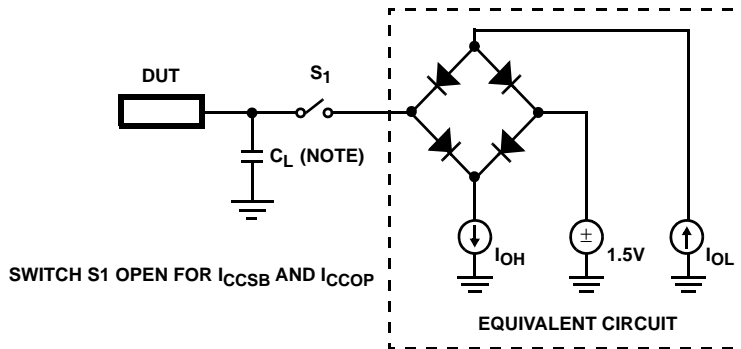 DUT
S1
CL (NOTE)
± 
IOH
1.5V
IOL
SWITCH S1 OPEN FOR ICCSB AND ICCOP
EQUIVALENT CIRCUIT